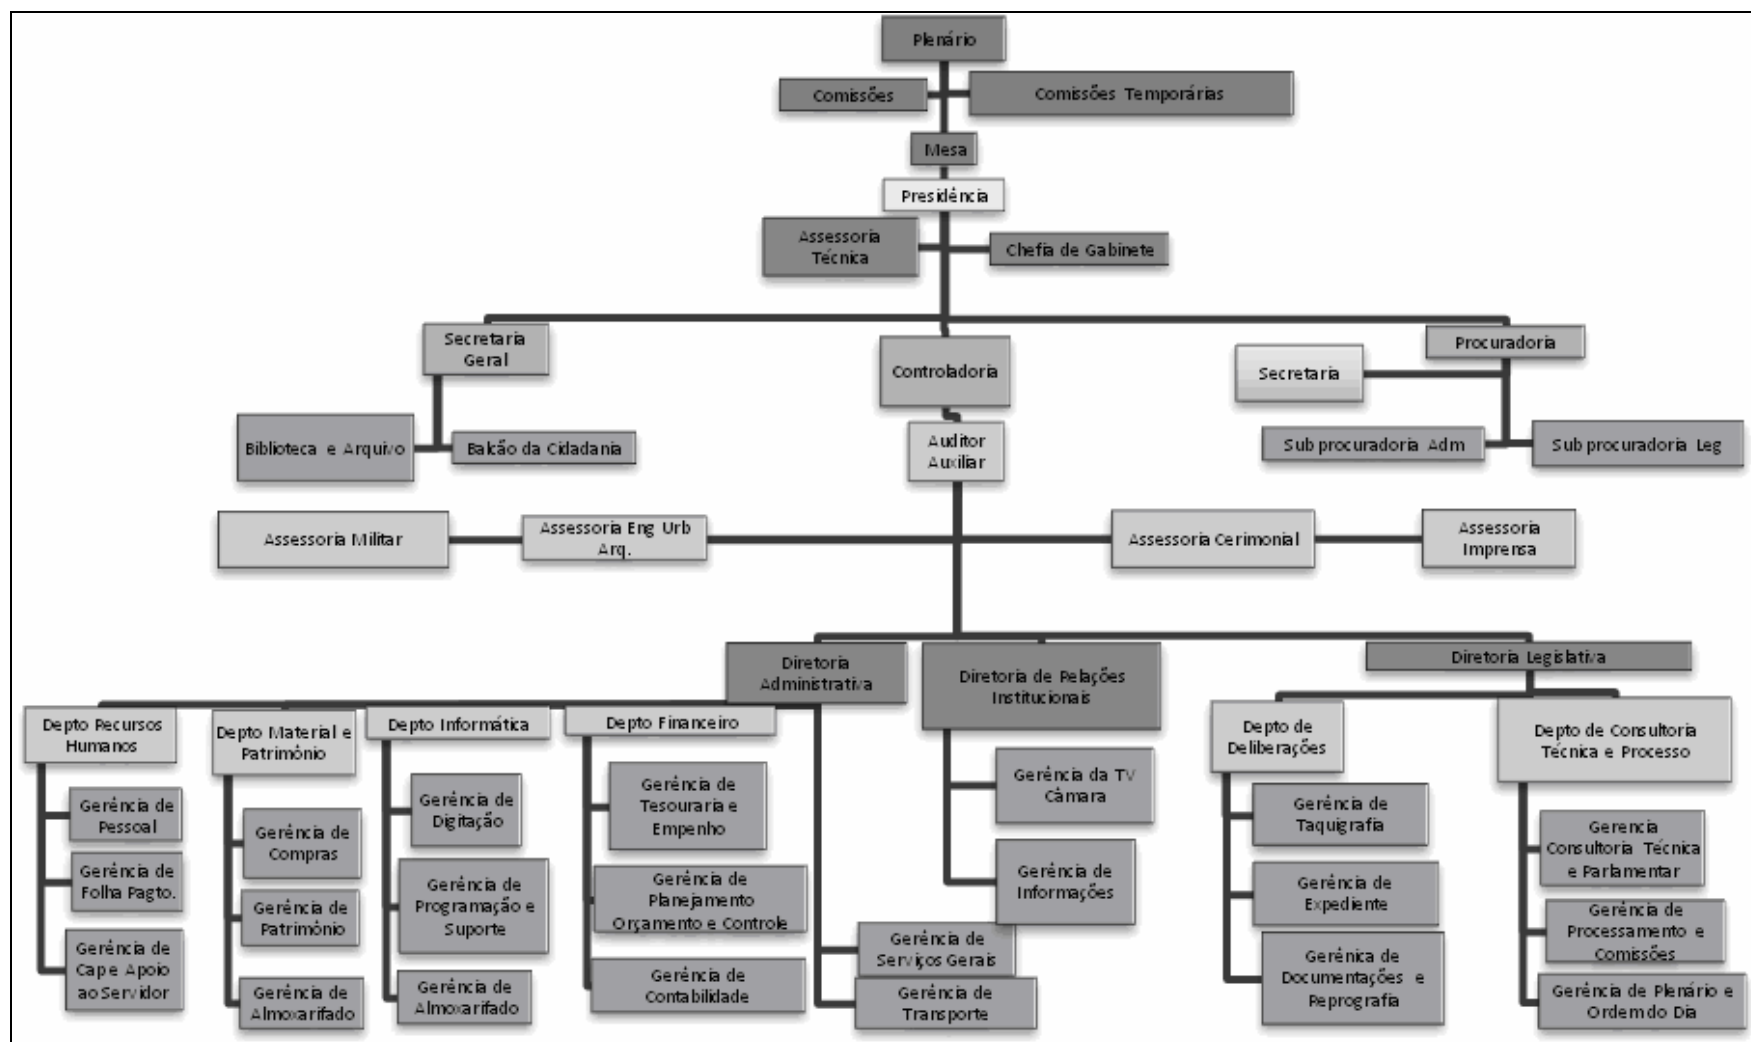 Plenário
Comissões
Comissões Temporárias
Mesa
Presidência
Assessoria
Técnica
Chefia de Gabinete
Secretaria
Geral
Controladoria
Procuradoria
Secretaria
Biblioteca e Arquivo
Balcão da Cidadania
Auditor
Auxiliar
Subprocuradoria Adm
Subprocuradoria Leg
Assessoria Militar
Assessoria Eng Urb
Arq.
Assessoria Cerimonial
Assessoria
Imprensa
Diretoria
Administrativa
Diretoria de Relações
Institucionais
Diretoria Legislativa
Depto Recursos
Humanos
Depto Material e
Patrimônio
Depto Informática
Depto Financeiro
Depto de
Deliberações
Depto de Consultoria
Técnica e Processo
Gerência de
Pessoal
Gerência de
Folha Pagto.
Gerência de
Cap e Apoio
ao Servidor
Gerência de
Compras
Gerência de
Patrimônio
Gerência de
Almoxarifado
Gerência de
Digitação
Gerência de
Programação e
Suporte
Gerência de
Almoxarifado
Gerência de
Tesouraria e
Empenho
Gerência de
Planejamento
Orçamento e Controle
Gerência de
Contabilidade
Gerência de
Serviços Gerais
Gerência de
Transporte
Gerência da TV
Câmara
Gerência de
Informações
Gerência de
Taquigrafia
Gerência de
Expediente
Gerênica de
Documentações e
Reprografia
Gerencia
Consultoria Técnica
e Parlamentar
Gerência de
Processamento e
Comissões
Gerência de Plenário e
Ordem do Dia